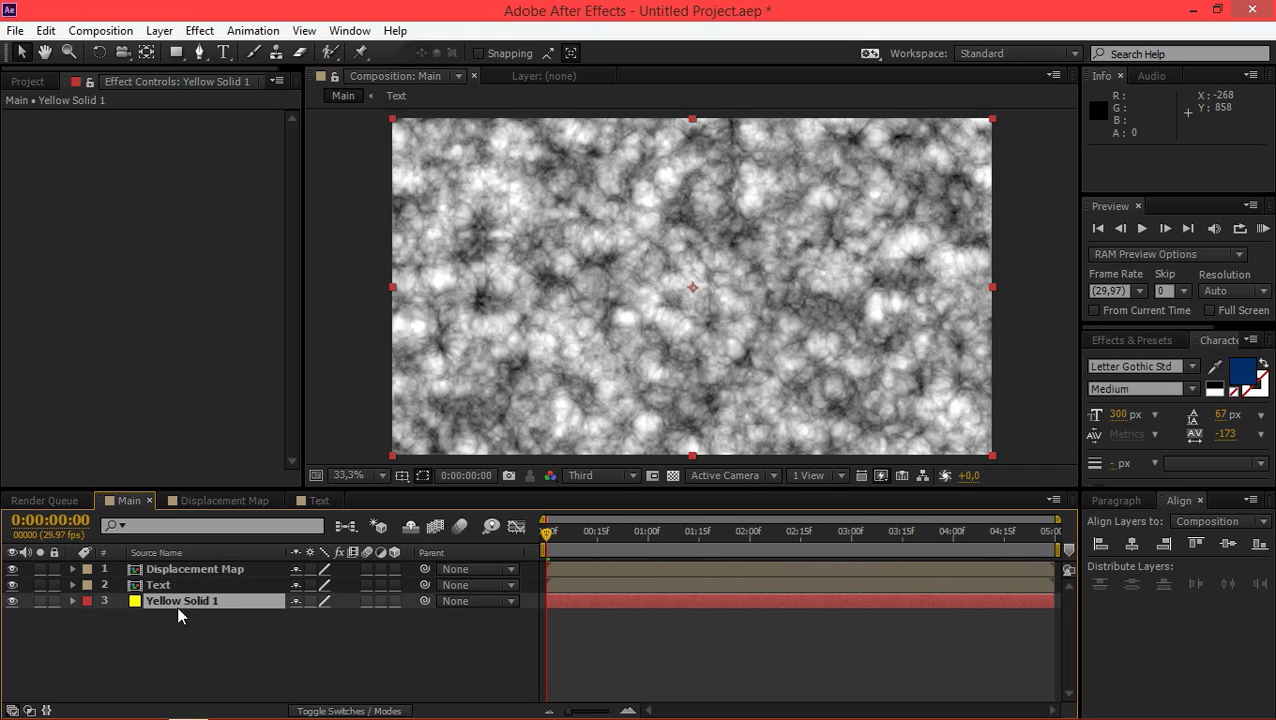 Ae
Adobe After Effects - Untitled Project.aep *
File Edit Composition Layer Effect Animation View Window Help
Snapping
Workspace: Standard
Search Help
Project
Effect Controls: Yellow Solid 1
Composition: Main
Layer: (none)
Info
Audio
Main • Yellow Solid 1
Main
Text
R :
G :
B :
A : 0
X : -268
Y : 858
Preview
RAM Preview Options
Frame Rate Skip Resolution
(29,97)
0
Auto
From Current Time
Full Screen
Effects & Presets
Characte
Letter Gothic Std
Medium
300 px
67 px
Metrics
-173
- px
33,3%
0:00:00:00
Third
Active Camera
1 View
+0,0
Render Queue
Main
Displacement Map
Text
Paragraph
Align
0:00:00:00
00000 (29.97 fps)
00f 00:15f 01:00f 01:15f 02:00f 02:15f 03:00f 03:15f 04:00f 04:15f 05:00
Align Layers to: Composition
# Source Name
fx
Parent
1 Displacement Map
None
2 Text
None
Distribute Layers:
3 Yellow Solid 1
None
Toggle Switches / Modes